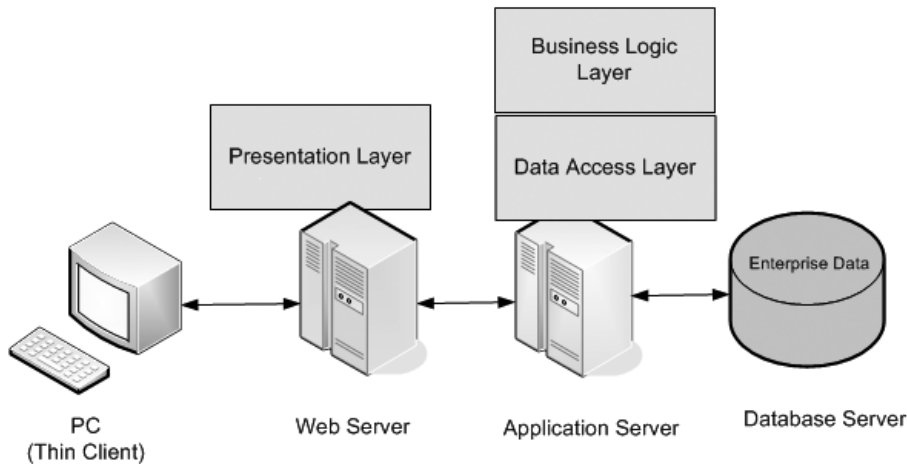 Business Logic
Layer
Presentation Layer
Data Access Layer
Enterprise Data
PC
(Thin Client)
Web Server
Application Server
Database Server